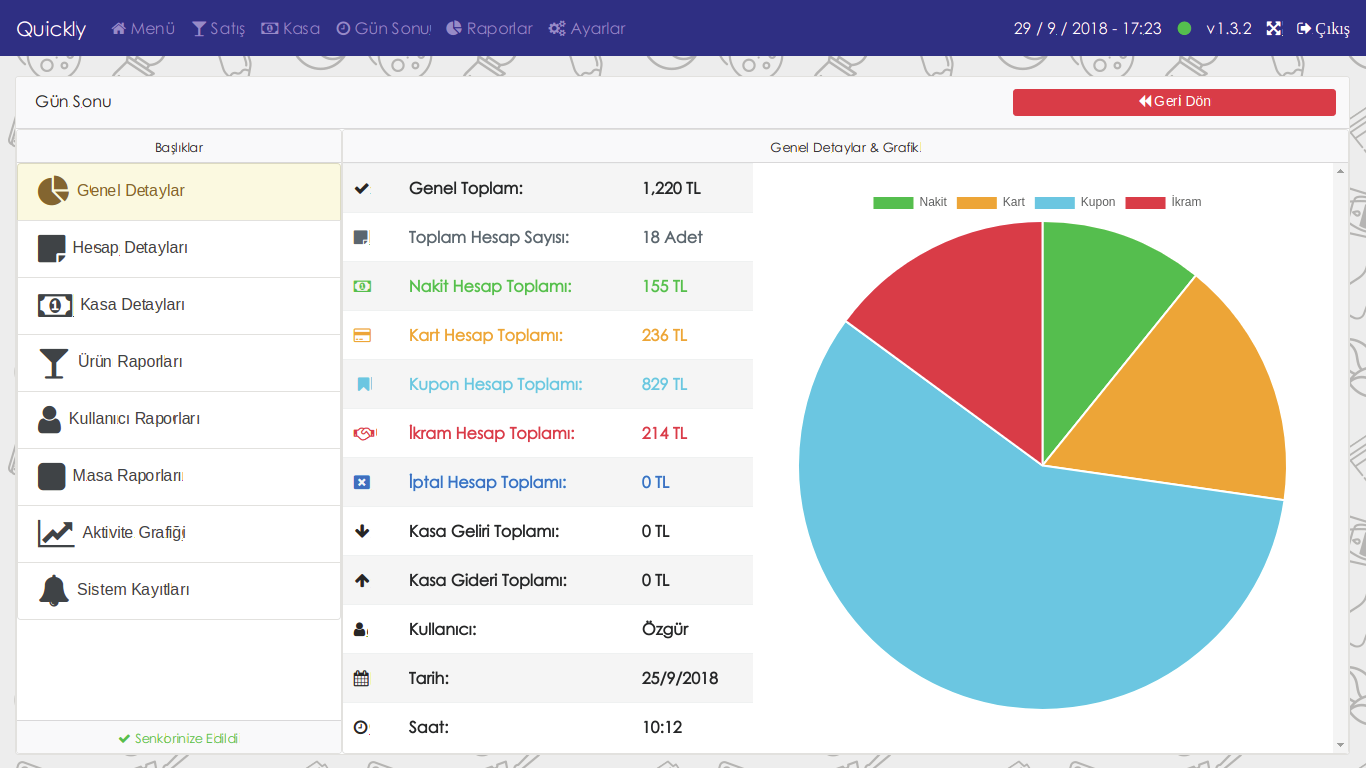 Quickly Menü Satış Kasa Gün Sonu Raporlar Ayarlar 29 / 9 / 2018 - 17:23 v1.3.2 Çıkış
Gün Sonu
Geri Dön
Başlıklar
Genel Detaylar
Hesap Detayları
Kasa Detayları
Ürün Raporları
Kullanıcı Raporları
Masa Raporları
Aktivite Grafiği
Sistem Kayıtları
Senkorinize Edildi
Genel Detaylar & Grafik
Genel Toplam: 1,220 TL
Toplam Hesap Sayısı: 18 Adet
Nakit Hesap Toplamı: 155 TL
Kart Hesap Toplamı: 236 TL
Kupon Hesap Toplamı: 829 TL
İkram Hesap Toplamı: 214 TL
İptal Hesap Toplamı: 0 TL
Kasa Geliri Toplamı: 0 TL
Kasa Gideri Toplamı: 0 TL
Kullanıcı: Özgür
Tarih: 25/9/2018
Saat: 10:12
Nakit Kart Kupon İkram